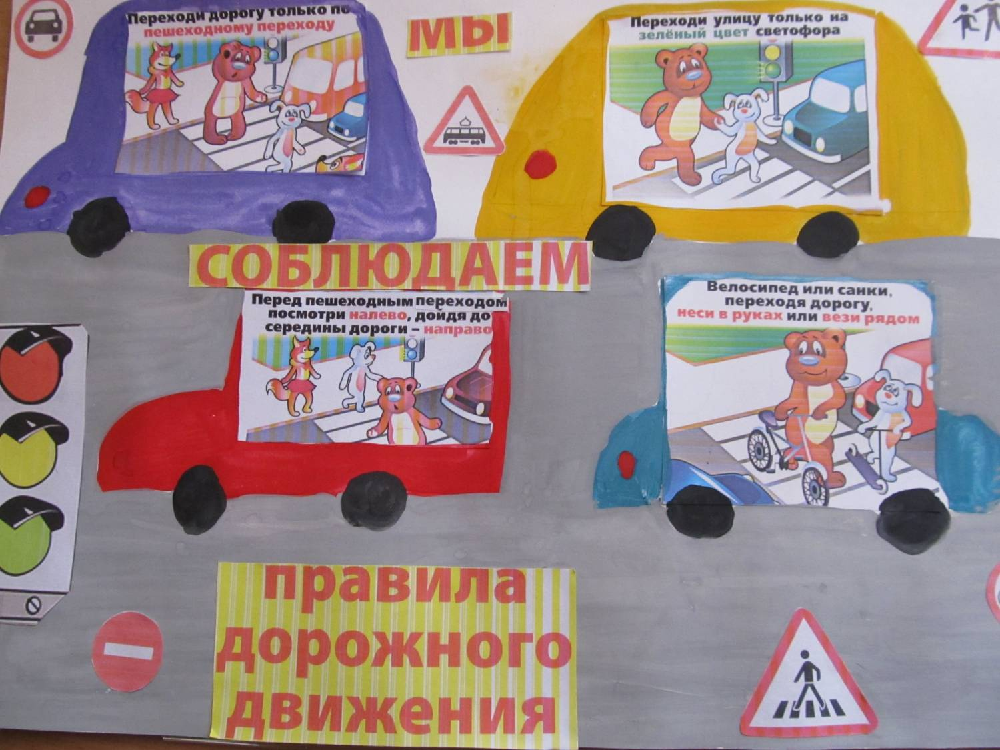 Переходи дорогу только по
пешеходному переходу
МЫ
Переходи улицу только на
зелёный цвет светофора
СОБЛЮДАЕМ
Перед пешеходным переходом
посмотри налево, дойдя до
середины дороги – направо
Велосипед или санки,
переходя дорогу,
неси в руках или вези рядом
правила
дорожного
движения